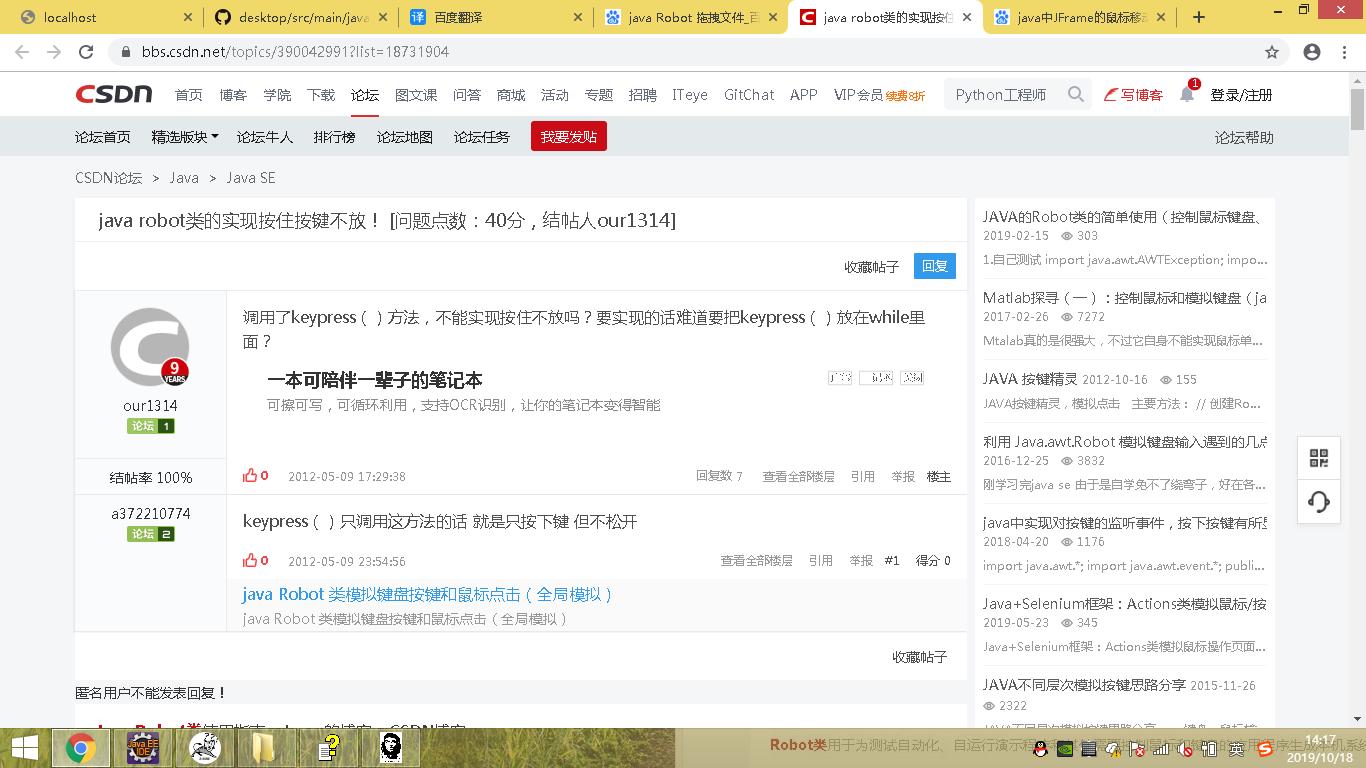 localhost
desktop/src/main/java
百度翻译
java Robot 拖拽文件_百
java robot类的实现按住
java中JFrame的鼠标移动
bbs.csdn.net/topics/390042991?list=18731904
CSDN 首页 博客 学院 下载 论坛 图文课 问答 商城 活动 专题 招聘 ITeye GitChat APP VIP会员 续费8折 Python工程师 写博客 1 登录/注册
论坛首页 精选版块 论坛牛人 排行榜 论坛地图 论坛任务 我要发贴 论坛帮助
CSDN论坛 > Java > Java SE
java robot类的实现按住按键不放！ [问题点数：40分，结帖人our1314]
收藏帖子 回复
9
YEARS
our1314
论坛 1
结帖率 100%
调用了keypress（）方法，不能实现按住不放吗？要实现的话难道要把keypress（）放在while里
面？
一本可陪伴一辈子的笔记本
可擦可写，可循环利用，支持OCR识别，让你的笔记本变得智能
0 2012-05-09 17:29:38 回复数 7 查看全部楼层 引用 举报 楼主
a372210774
论坛 2
keypress（）只调用这方法的话 就是只按下键 但不松开
0 2012-05-09 23:54:56 查看全部楼层 引用 举报 #1 得分 0
java Robot 类模拟键盘按键和鼠标点击（全局模拟）
java Robot 类模拟键盘按键和鼠标点击（全局模拟）
收藏帖子
匿名用户不能发表回复！
JAVA的Robot类的简单使用（控制鼠标键盘、
2019-02-15 303
1.自己测试 import java.awt.AWTException; impo...
Matlab探寻（一）：控制鼠标和模拟键盘（ja
2017-02-26 7272
Mtalab真的是很强大，不过它自身不能实现鼠标单...
JAVA 按键精灵 2012-10-16 155
JAVA按键精灵，模拟点击 主要方法： // 创建Ro...
利用 Java.awt.Robot 模拟键盘输入遇到的几点
2016-12-25 3832
刚学习完java se 由于是自学免不了绕弯子，好在各...
java中实现对按键的监听事件，按下按键有所显
2018-04-20 1176
import java.awt.*; import java.awt.event.*; publi...
Java+Selenium框架：Actions类模拟鼠标/按
2019-05-23 345
Java+Selenium框架：Actions类模拟鼠标操作页面...
JAVA不同层次模拟按键思路分享 2015-11-26
2322
Java EE
IDE
Robot类用于为测试自动化、自运行演示程
英
14:17
2019/10/18